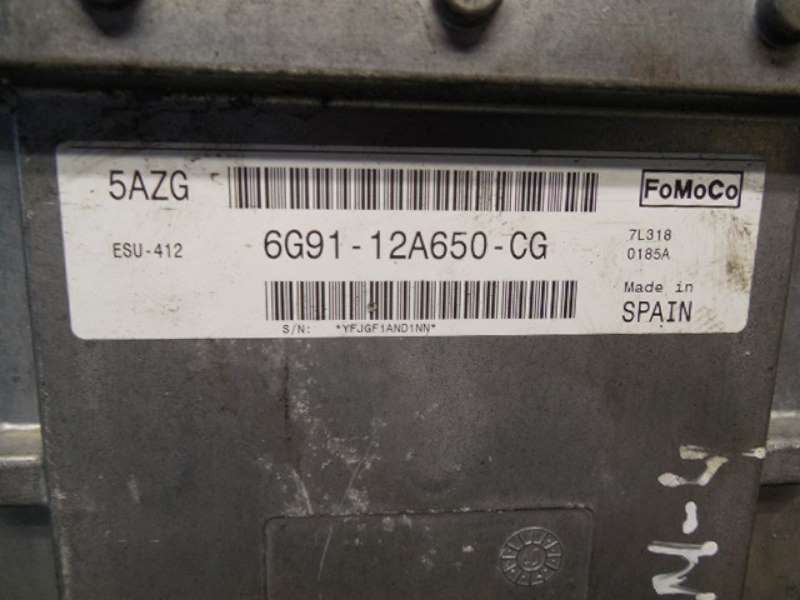 5AZG
FoMoCo
ESU-412
6G91-12A650-CG
7L318
0185A
Made in
SPAIN
S/N: *YFJGF1AND1NN*